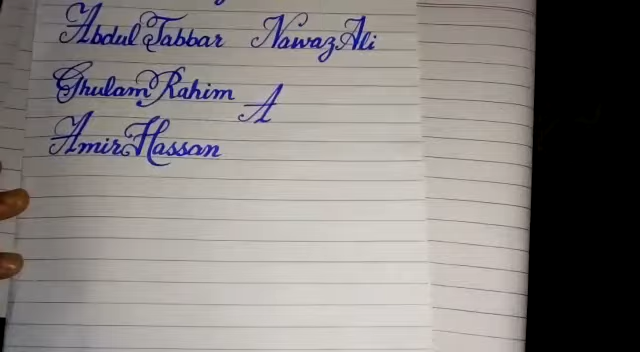 Abdul Jabbar Nawaz Ali
Ghulam Rahim A
Amir Hassan